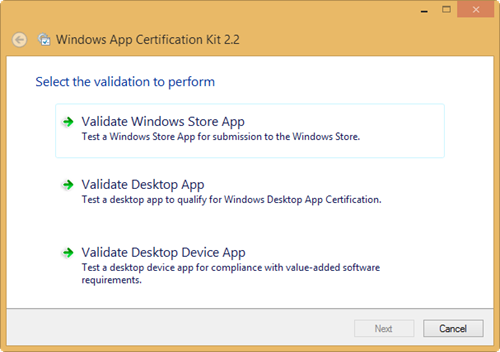 Windows App Certification Kit 2.2
Select the validation to perform
Validate Windows Store App
Test a Windows Store App for submission to the Windows Store.
Validate Desktop App
Test a desktop app to qualify for Windows Desktop App Certification.
Validate Desktop Device App
Test a desktop device app for compliance with value-added software
requirements.
Next
Cancel